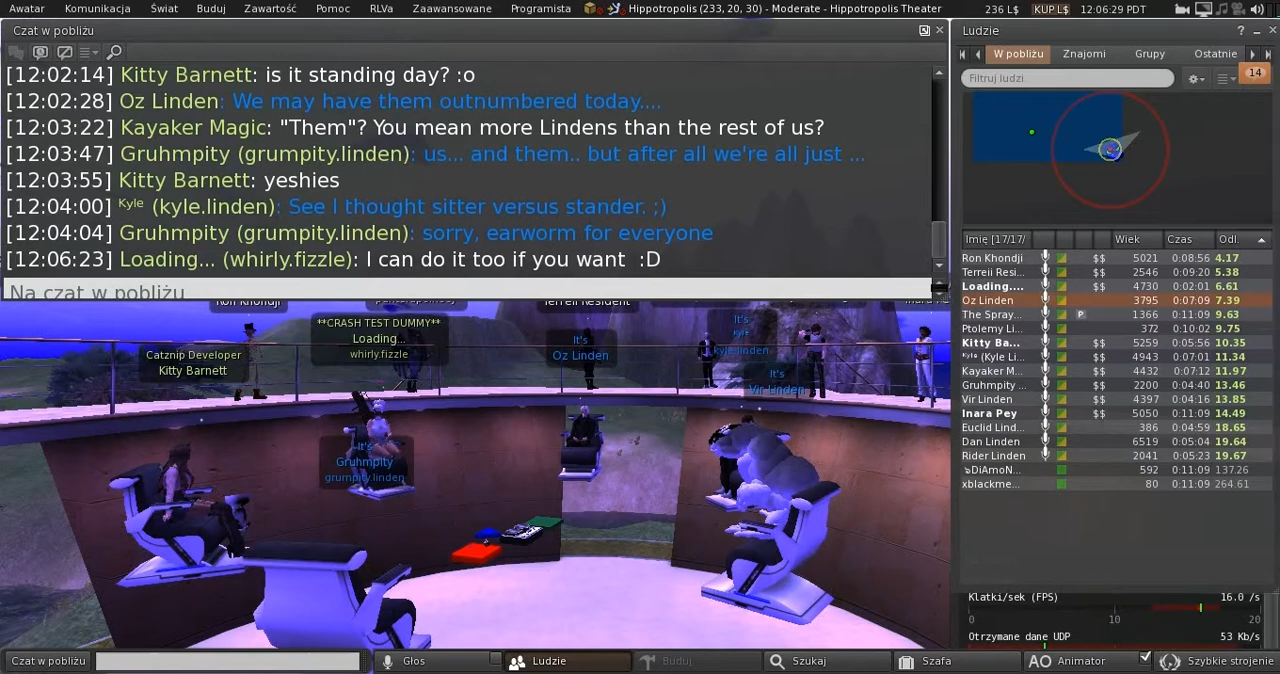 Awatar Komunikacja Świat Buduj Zawartość Pomoc RLVa Zaawansowane Programista Hippotropolis (233, 20, 30) - Moderate - Hippotropolis Theater 236 L$ KUP L$ 12:06:29 PDT
Czat w pobliżu
[12:02:14] Kitty Barnett: is it standing day? :o
[12:02:28] Oz Linden: We may have them outnumbered today....
[12:03:22] Kayaker Magic: "Them"? You mean more Lindens than the rest of us?
[12:03:47] Gruhmpity (grumpity.linden): us... and them.. but after all we're all just ...
[12:03:55] Kitty Barnett: yeshies
[12:04:00] Kyle (kyle.linden): See I thought sitter versus stander. ;)
[12:04:04] Gruhmpity (grumpity.linden): sorry, earworm for everyone
[12:06:23] Loading... (whirly.fizzle): I can do it too if you want :D
Na czat w pobliżu
Ron Khondji
Terreii Resident
**CRASH TEST DUMMY**
Loading...
whirly.fizzle
Catznip Developer
Kitty Barnett
It's
Oz Linden
It's
Kyle
kyle.linden
It's
Vir Linden
It's
Gruhmpity
grumpity.linden
Ludzie
W pobliżu Znajomi Grupy Ostatnie
14
Filtruj ludzi
Imię [17/17/ Wiek Czas Odl.
Ron Khondji $$ 5021 0:08:56 4.17
Terreii Resi... $$ 2546 0:09:20 5.38
Loading.... $$ 4730 0:02:01 6.61
Oz Linden 3795 0:07:09 7.39
The Spray... P 1366 0:11:09 9.63
Ptolemy Li... 372 0:10:02 9.75
Kitty Ba... $$ 5259 0:05:56 10.35
Kyle (Kyle Li... $$ 4943 0:07:01 11.34
Kayaker M... $$ 4432 0:07:12 11.97
Gruhmpity ... $$ 2200 0:04:40 13.46
Vir Linden $$ 4397 0:04:16 13.85
Inara Pey $$ 5050 0:11:09 14.49
Euclid Lind... 386 0:04:59 18.65
Dan Linden 6519 0:05:04 19.64
Rider Linden 2041 0:05:23 19.67
ঌDiAmoN... 592 0:11:09 137.26
xblackme... 80 0:11:09 264.61
Klatki/sek (FPS) 16.0 /s
0 10 20
Otrzymane dane UDP 53 Kb/s
Czat w pobliżu Głos Ludzie Buduj Szukaj Szafa AO Animator Szybkie strojenie